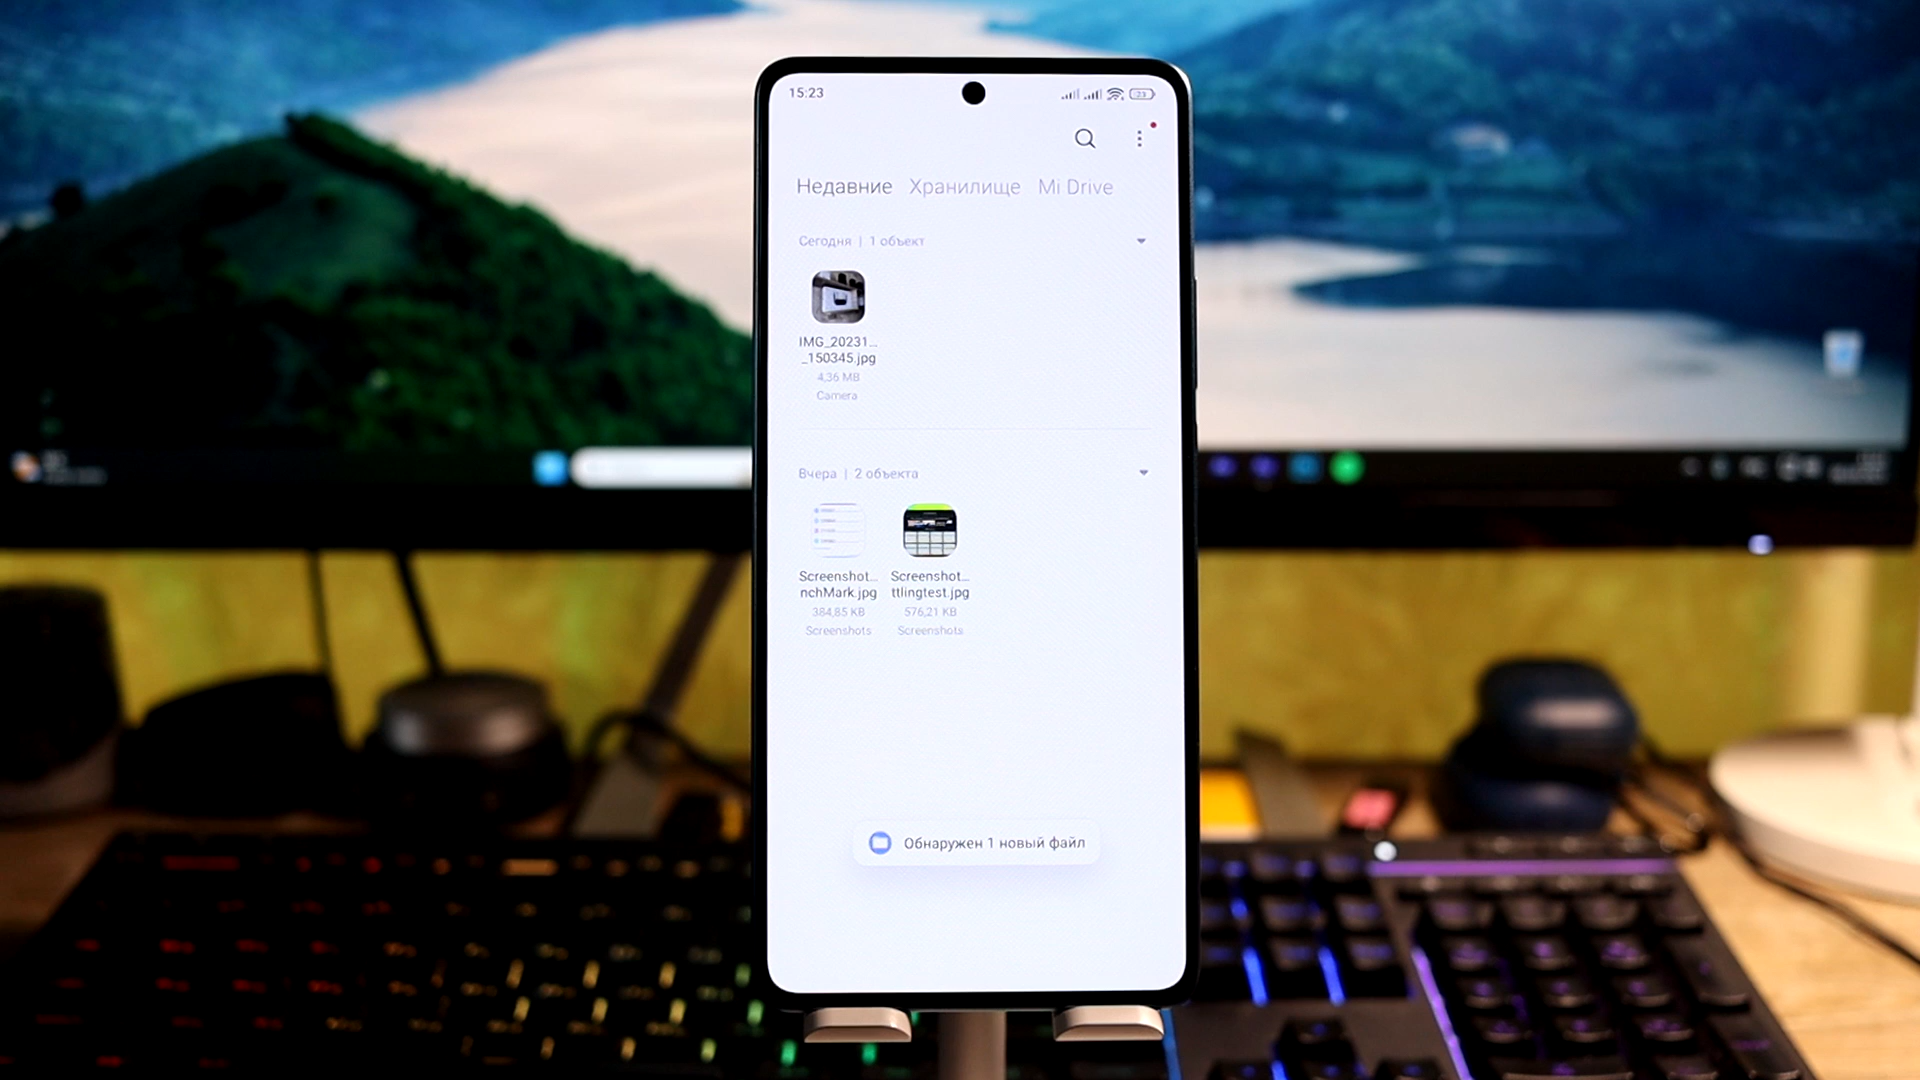 15:23
23
Недавние Хранилище Mi Drive
Сегодня | 1 объект
IMG_20231...
_150345.jpg
4,36 MB
Camera
Вчера | 2 объекта
Screenshot...
nchMark.jpg
384,85 KB
Screenshots
Screenshot...
ttlingtest.jpg
576,21 KB
Screenshots
Обнаружен 1 новый файл